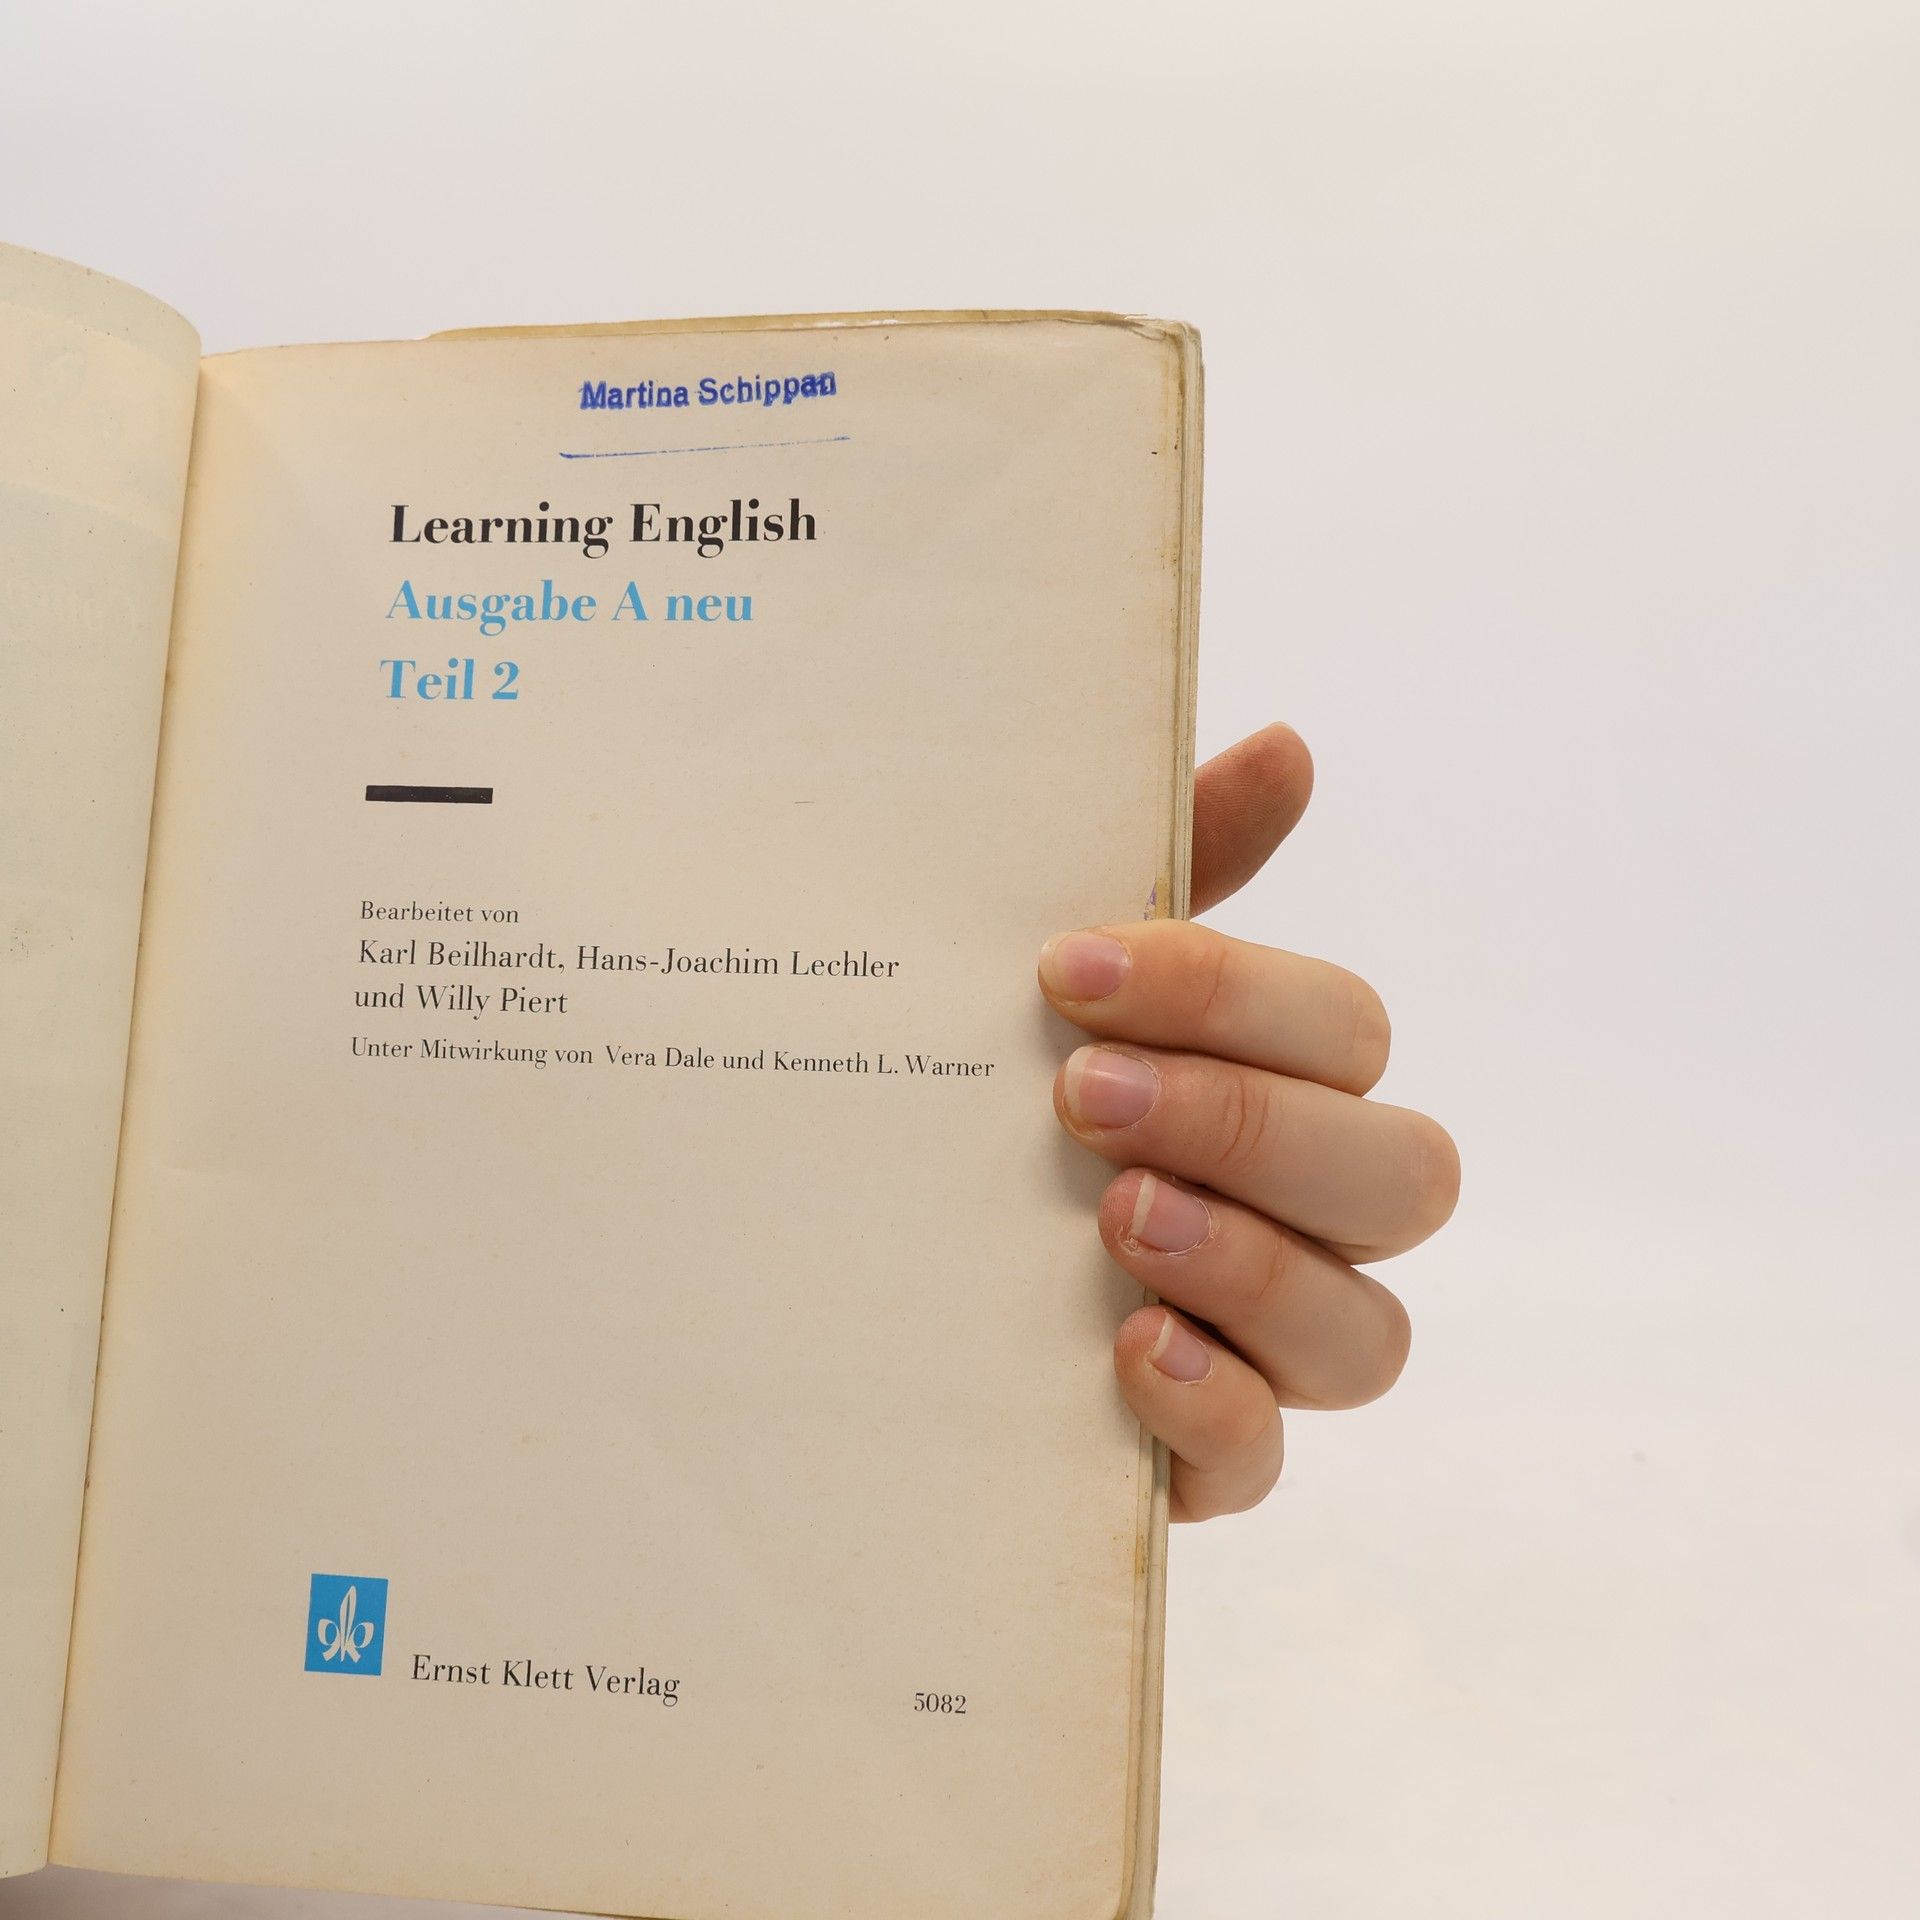 Martina Schippan
Learning English
Ausgabe A neu
Teil 2
Bearbeitet von
Karl Beilhardt, Hans-Joachim Lechler
und Willy Piert
Unter Mitwirkung von Vera Dale und Kenneth L. Warner
Ernst Klett Verlag
5082